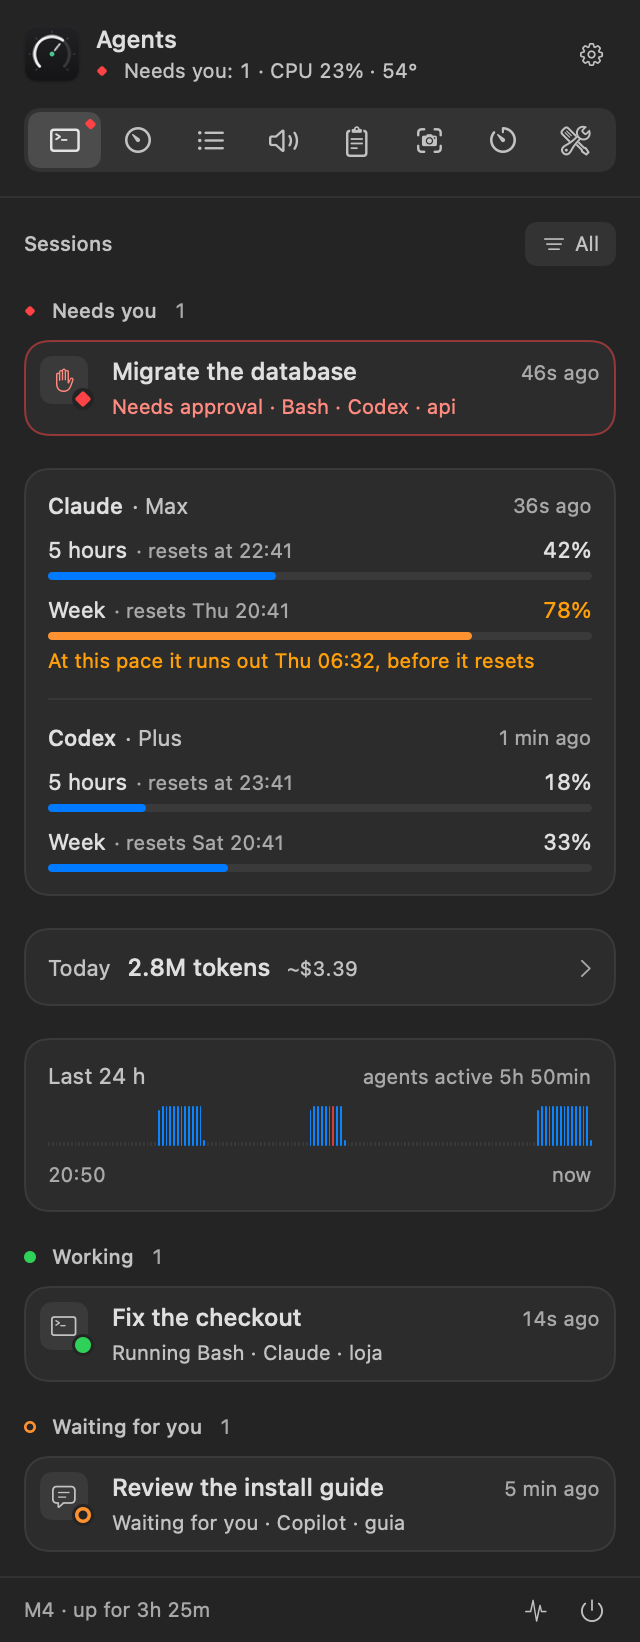 Agents
Needs you: 1 · CPU 23% · 54°
Sessions
All
Needs you 1
Migrate the database
46s ago
Needs approval · Bash · Codex · api
Claude · Max
36s ago
5 hours · resets at 22:41
42%
Week · resets Thu 20:41
78%
At this pace it runs out Thu 06:32, before it resets
Codex · Plus
1 min ago
5 hours · resets at 23:41
18%
Week · resets Sat 20:41
33%
Today 2.8M tokens ~$3.39
Last 24 h
agents active 5h 50min
20:50
now
Working 1
Fix the checkout
14s ago
Running Bash · Claude · loja
Waiting for you 1
Review the install guide
5 min ago
Waiting for you · Copilot · guia
M4 · up for 3h 25m